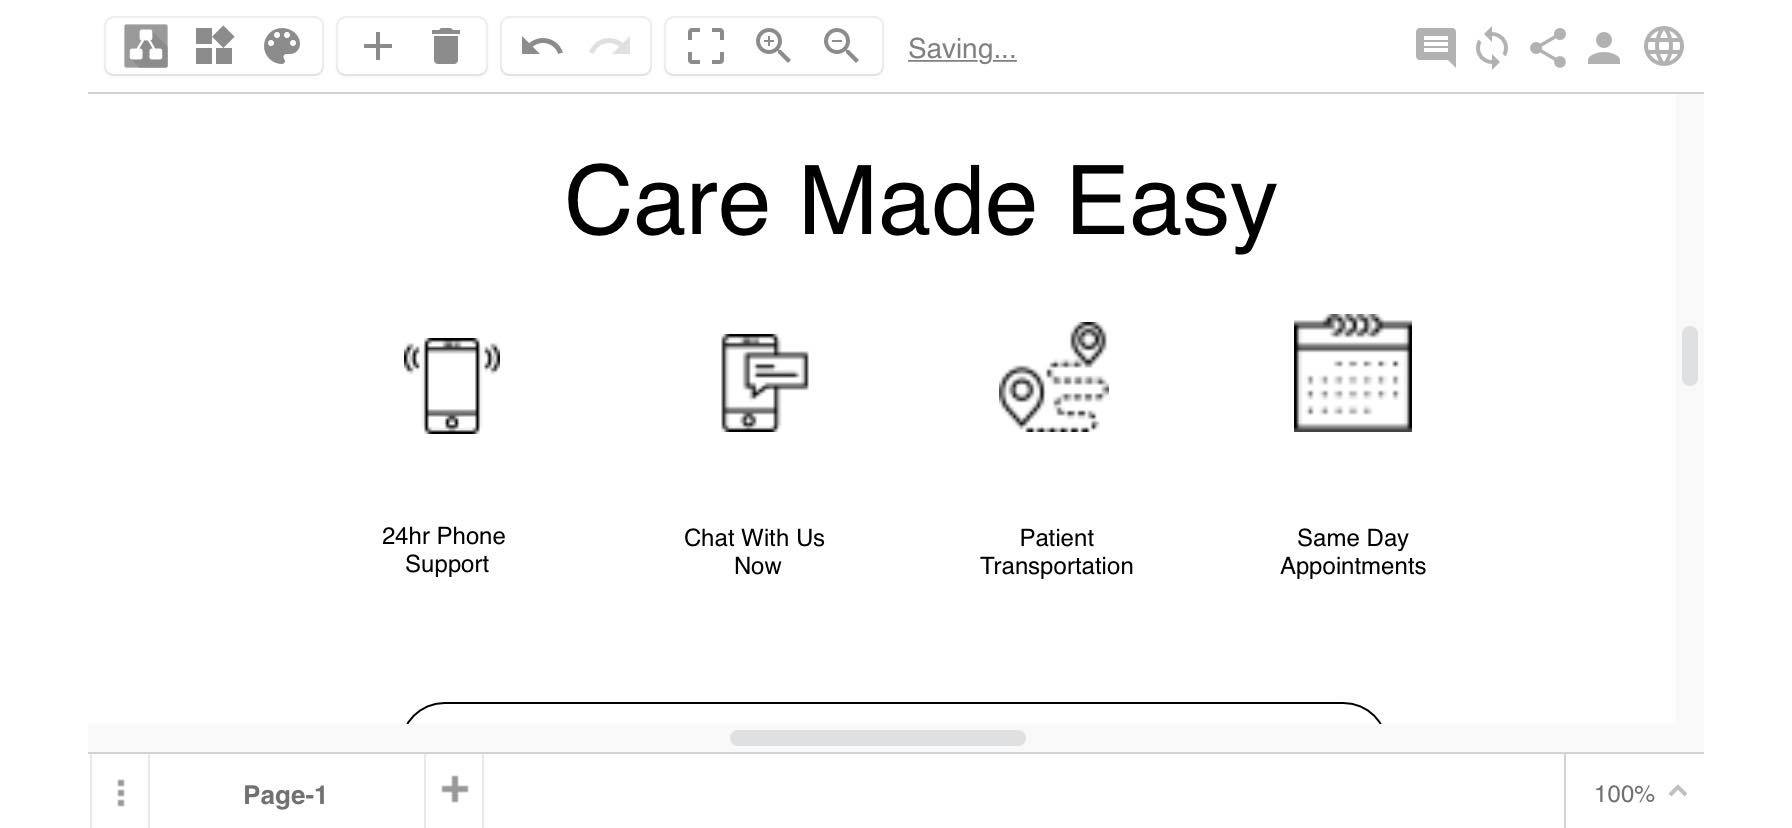 Saving...
Care Made Easy
24hr Phone
Support
Chat With Us
Now
Patient
Transportation
Same Day
Appointments
Page-1
100%